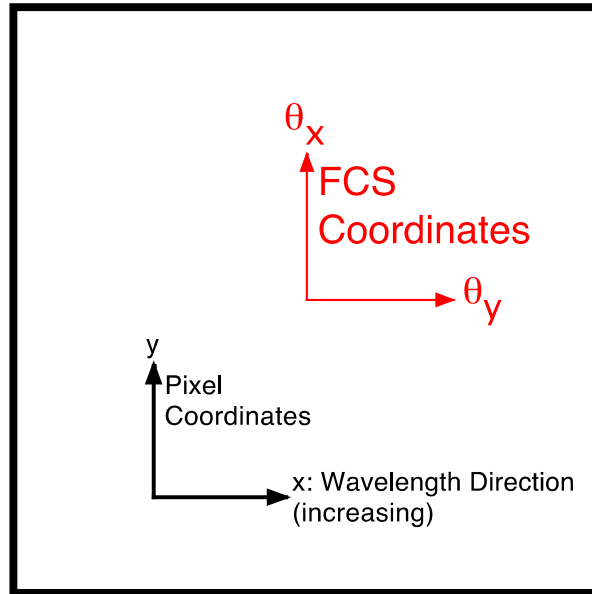 θx
FCS
Coordinates
θy
y
Pixel
Coordinates
x: Wavelength Direction
(increasing)